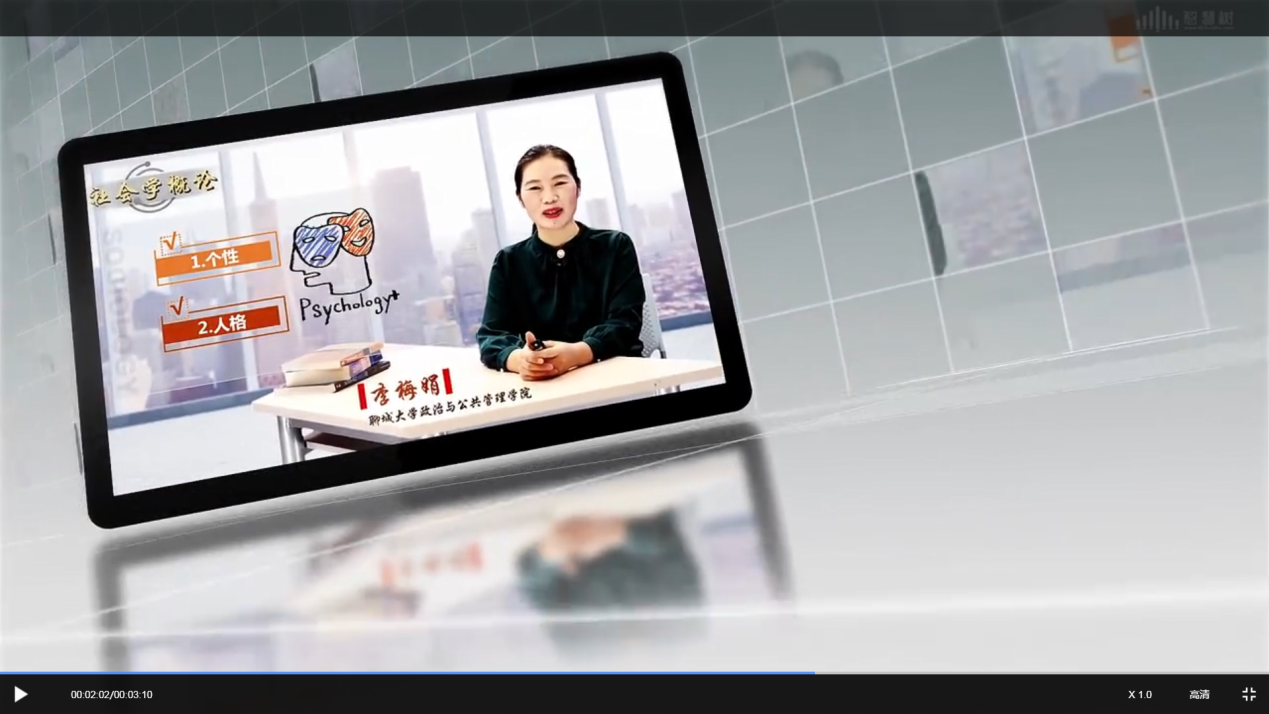 智慧树
社会学概论
SOCIOLOGY
1.个性
2.人格
Psychology
李梅娟
聊城大学政治与公共管理学院
00:02:02/00:03:10
X 1.0
高清